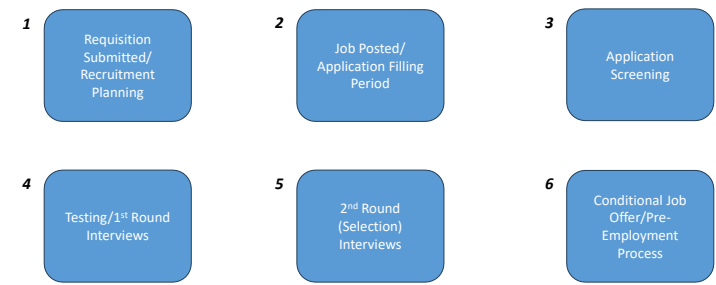 1
Requisition
Submitted/
Recruitment
Planning
2
Job Posted/
Application Filling
Period
3
Application
Screening
4
Testing/1st Round
Interviews
5
2nd Round
(Selection)
Interviews
6
Conditional Job
Offer/Pre-
Employment
Process